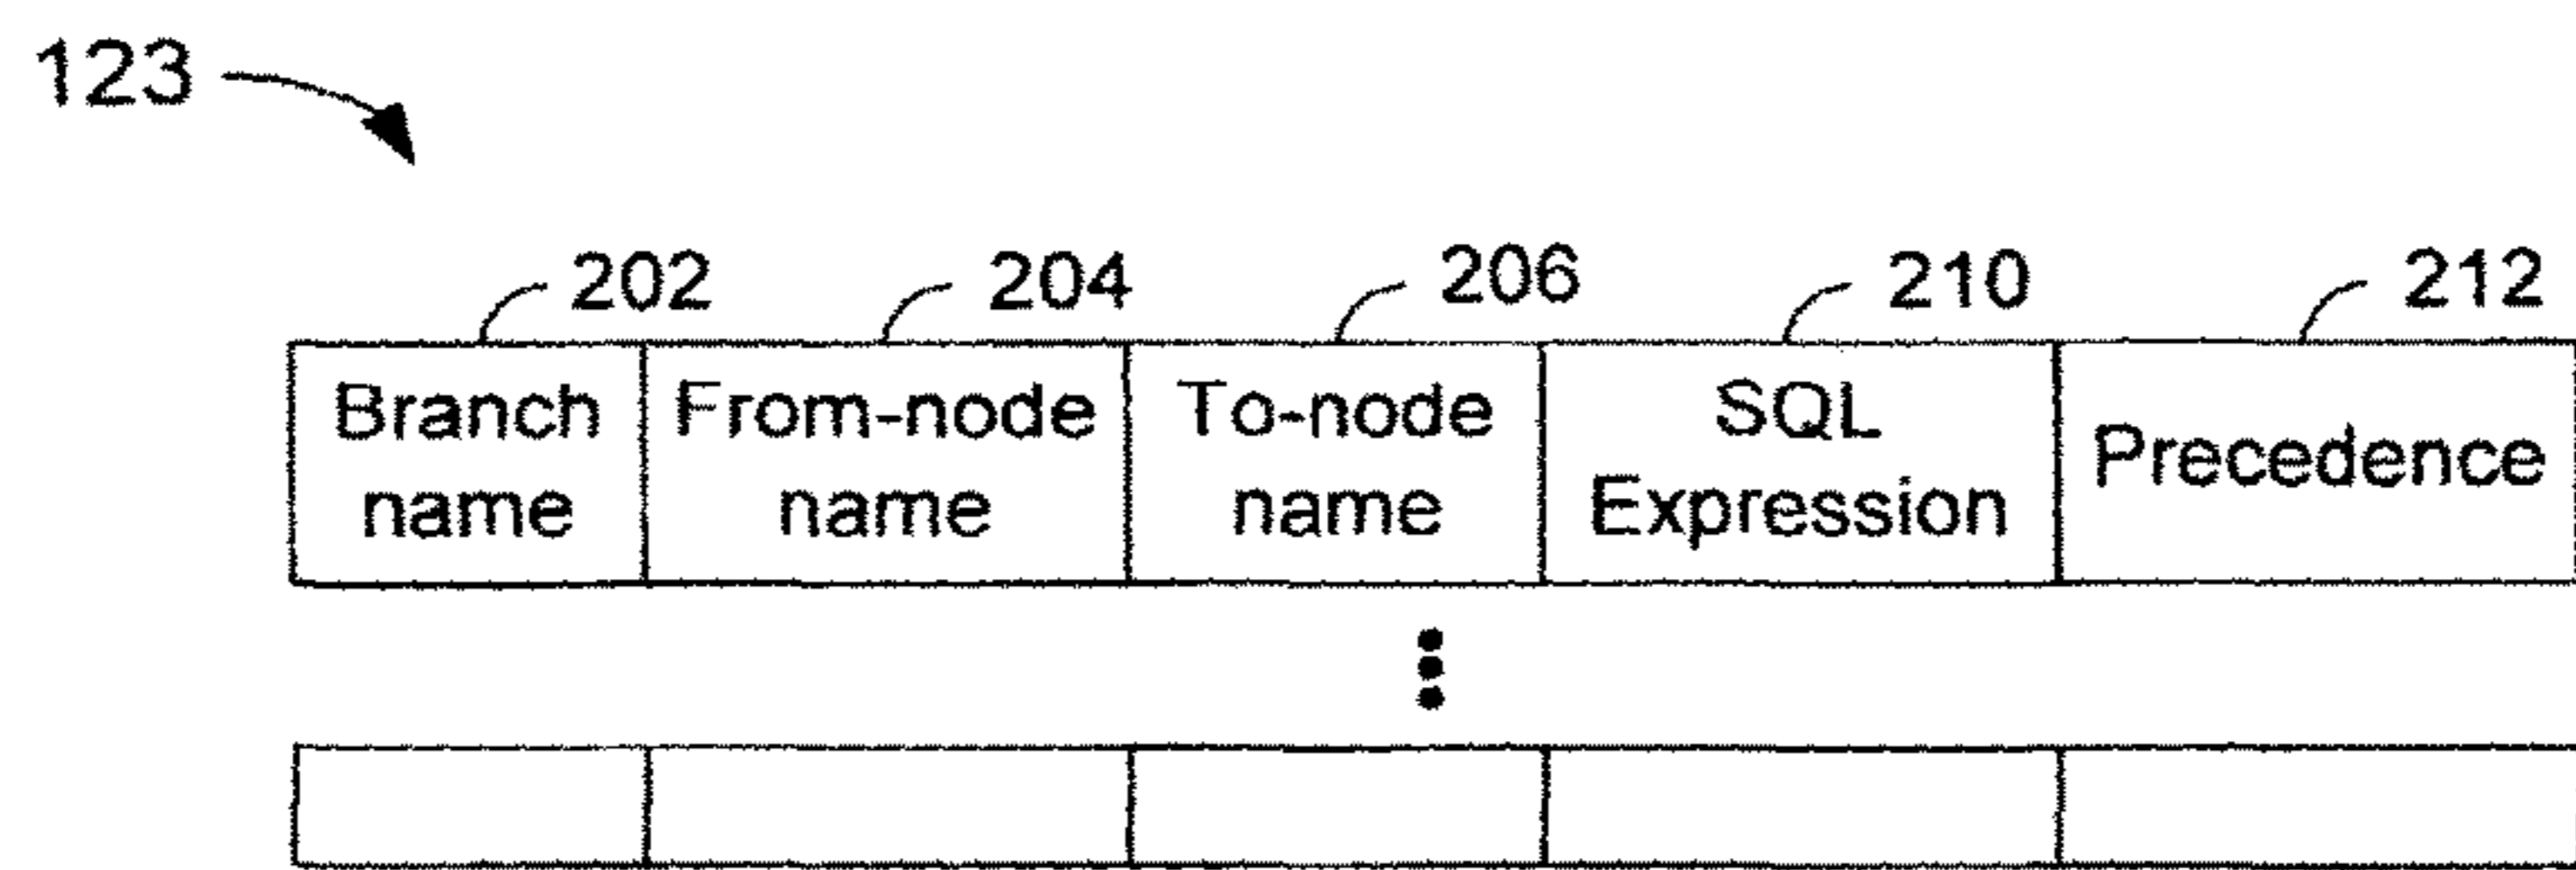 123
202 204 206 210 212
Branch name From-node name To-node name SQL Expression Precedence